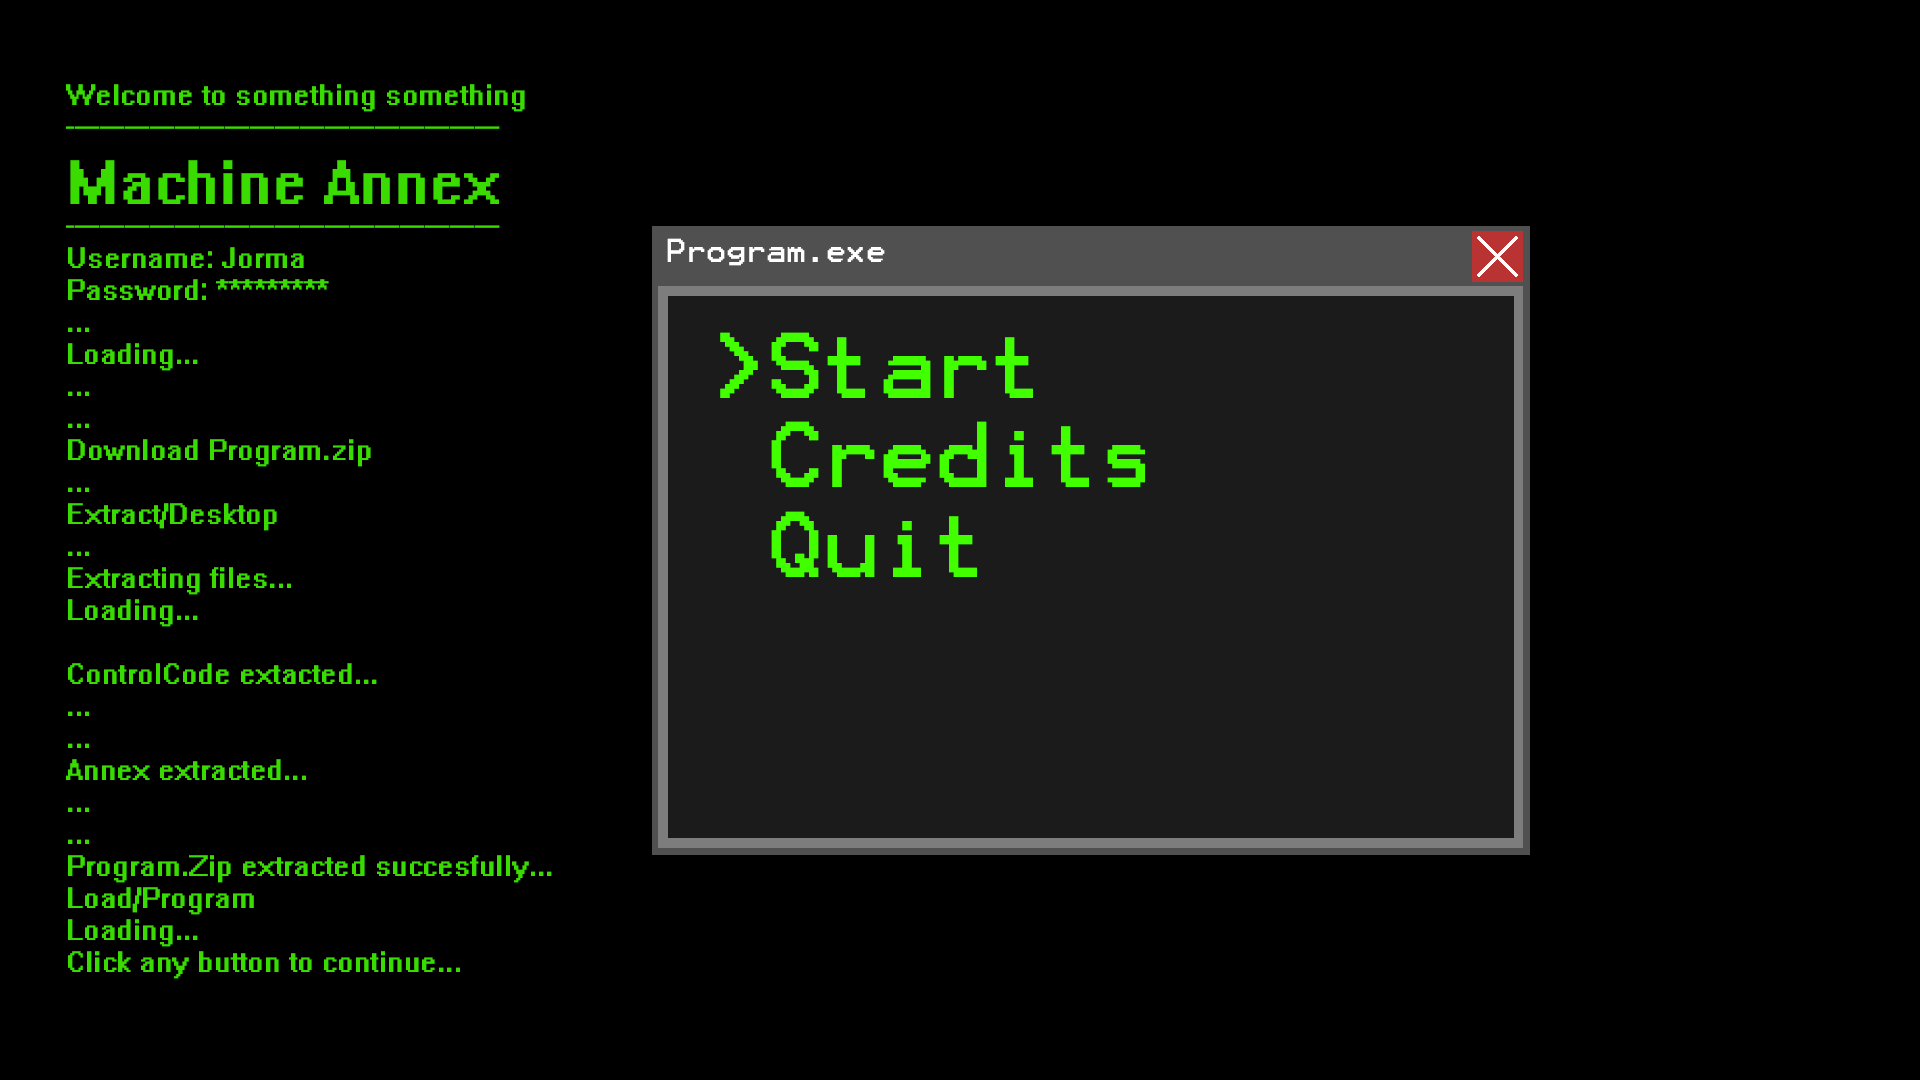 Welcome to something something
Machine Annex
Username: Jorma
Password: *********
...
Loading...
...
...
Download Program.zip
...
Extract/Desktop
...
Extracting files...
Loading...
ControlCode extacted...
...
...
Annex extracted...
...
...
Program.Zip extracted succesfully...
Load/Program
Loading...
Click any button to continue...
Program.exe
>Start
Credits
Quit